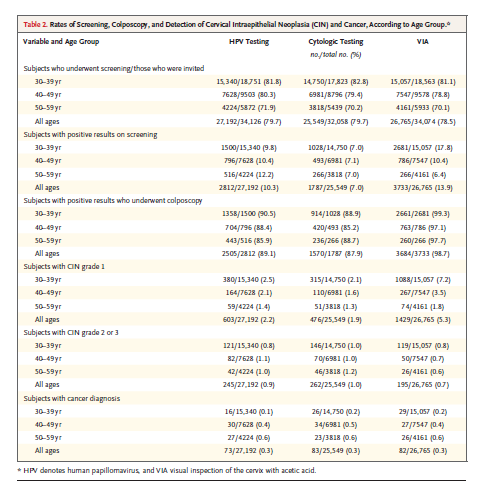 Table 2. Rates of Screening, Colposcopy, and Detection of Cervical Intraepithelial Neoplasia (CIN) and Cancer, According to Age Group.*
Variable and Age Group HPV Testing Cytologic Testing VIA
no./total no. (%)
Subjects who underwent screening/those who were invited
30–39 yr 15,340/18,751 (81.8) 14,750/17,823 (82.8) 15,057/18,563 (81.1)
40–49 yr 7628/9503 (80.3) 6981/8796 (79.4) 7547/9578 (78.8)
50–59 yr 4224/5872 (71.9) 3818/5439 (70.2) 4161/5933 (70.1)
All ages 27,192/34,126 (79.7) 25,549/32,058 (79.7) 26,765/34,074 (78.5)
Subjects with positive results on screening
30–39 yr 1500/15,340 (9.8) 1028/14,750 (7.0) 2681/15,057 (17.8)
40–49 yr 796/7628 (10.4) 493/6981 (7.1) 786/7547 (10.4)
50–59 yr 516/4224 (12.2) 266/3818 (7.0) 266/4161 (6.4)
All ages 2812/27,192 (10.3) 1787/25,549 (7.0) 3733/26,765 (13.9)
Subjects with positive results who underwent colposcopy
30–39 yr 1358/1500 (90.5) 914/1028 (88.9) 2661/2681 (99.3)
40–49 yr 704/796 (88.4) 420/493 (85.2) 763/786 (97.1)
50–59 yr 443/516 (85.9) 236/266 (88.7) 260/266 (97.7)
All ages 2505/2812 (89.1) 1570/1787 (87.9) 3684/3733 (98.7)
Subjects with CIN grade 1
30–39 yr 380/15,340 (2.5) 315/14,750 (2.1) 1088/15,057 (7.2)
40–49 yr 164/7628 (2.1) 110/6981 (1.6) 267/7547 (3.5)
50–59 yr 59/4224 (1.4) 51/3818 (1.3) 74/4161 (1.8)
All ages 603/27,192 (2.2) 476/25,549 (1.9) 1429/26,765 (5.3)
Subjects with CIN grade 2 or 3
30–39 yr 121/15,340 (0.8) 146/14,750 (1.0) 119/15,057 (0.8)
40–49 yr 82/7628 (1.1) 70/6981 (1.0) 50/7547 (0.7)
50–59 yr 42/4224 (1.0) 46/3818 (1.2) 26/4161 (0.6)
All ages 245/27,192 (0.9) 262/25,549 (1.0) 195/26,765 (0.7)
Subjects with cancer diagnosis
30–39 yr 16/15,340 (0.1) 26/14,750 (0.2) 29/15,057 (0.2)
40–49 yr 30/7628 (0.4) 34/6981 (0.5) 27/7547 (0.4)
50–59 yr 27/4224 (0.6) 23/3818 (0.6) 26/4161 (0.6)
All ages 73/27,192 (0.3) 83/25,549 (0.3) 82/26,765 (0.3)
* HPV denotes human papillomavirus, and VIA visual inspection of the cervix with acetic acid.